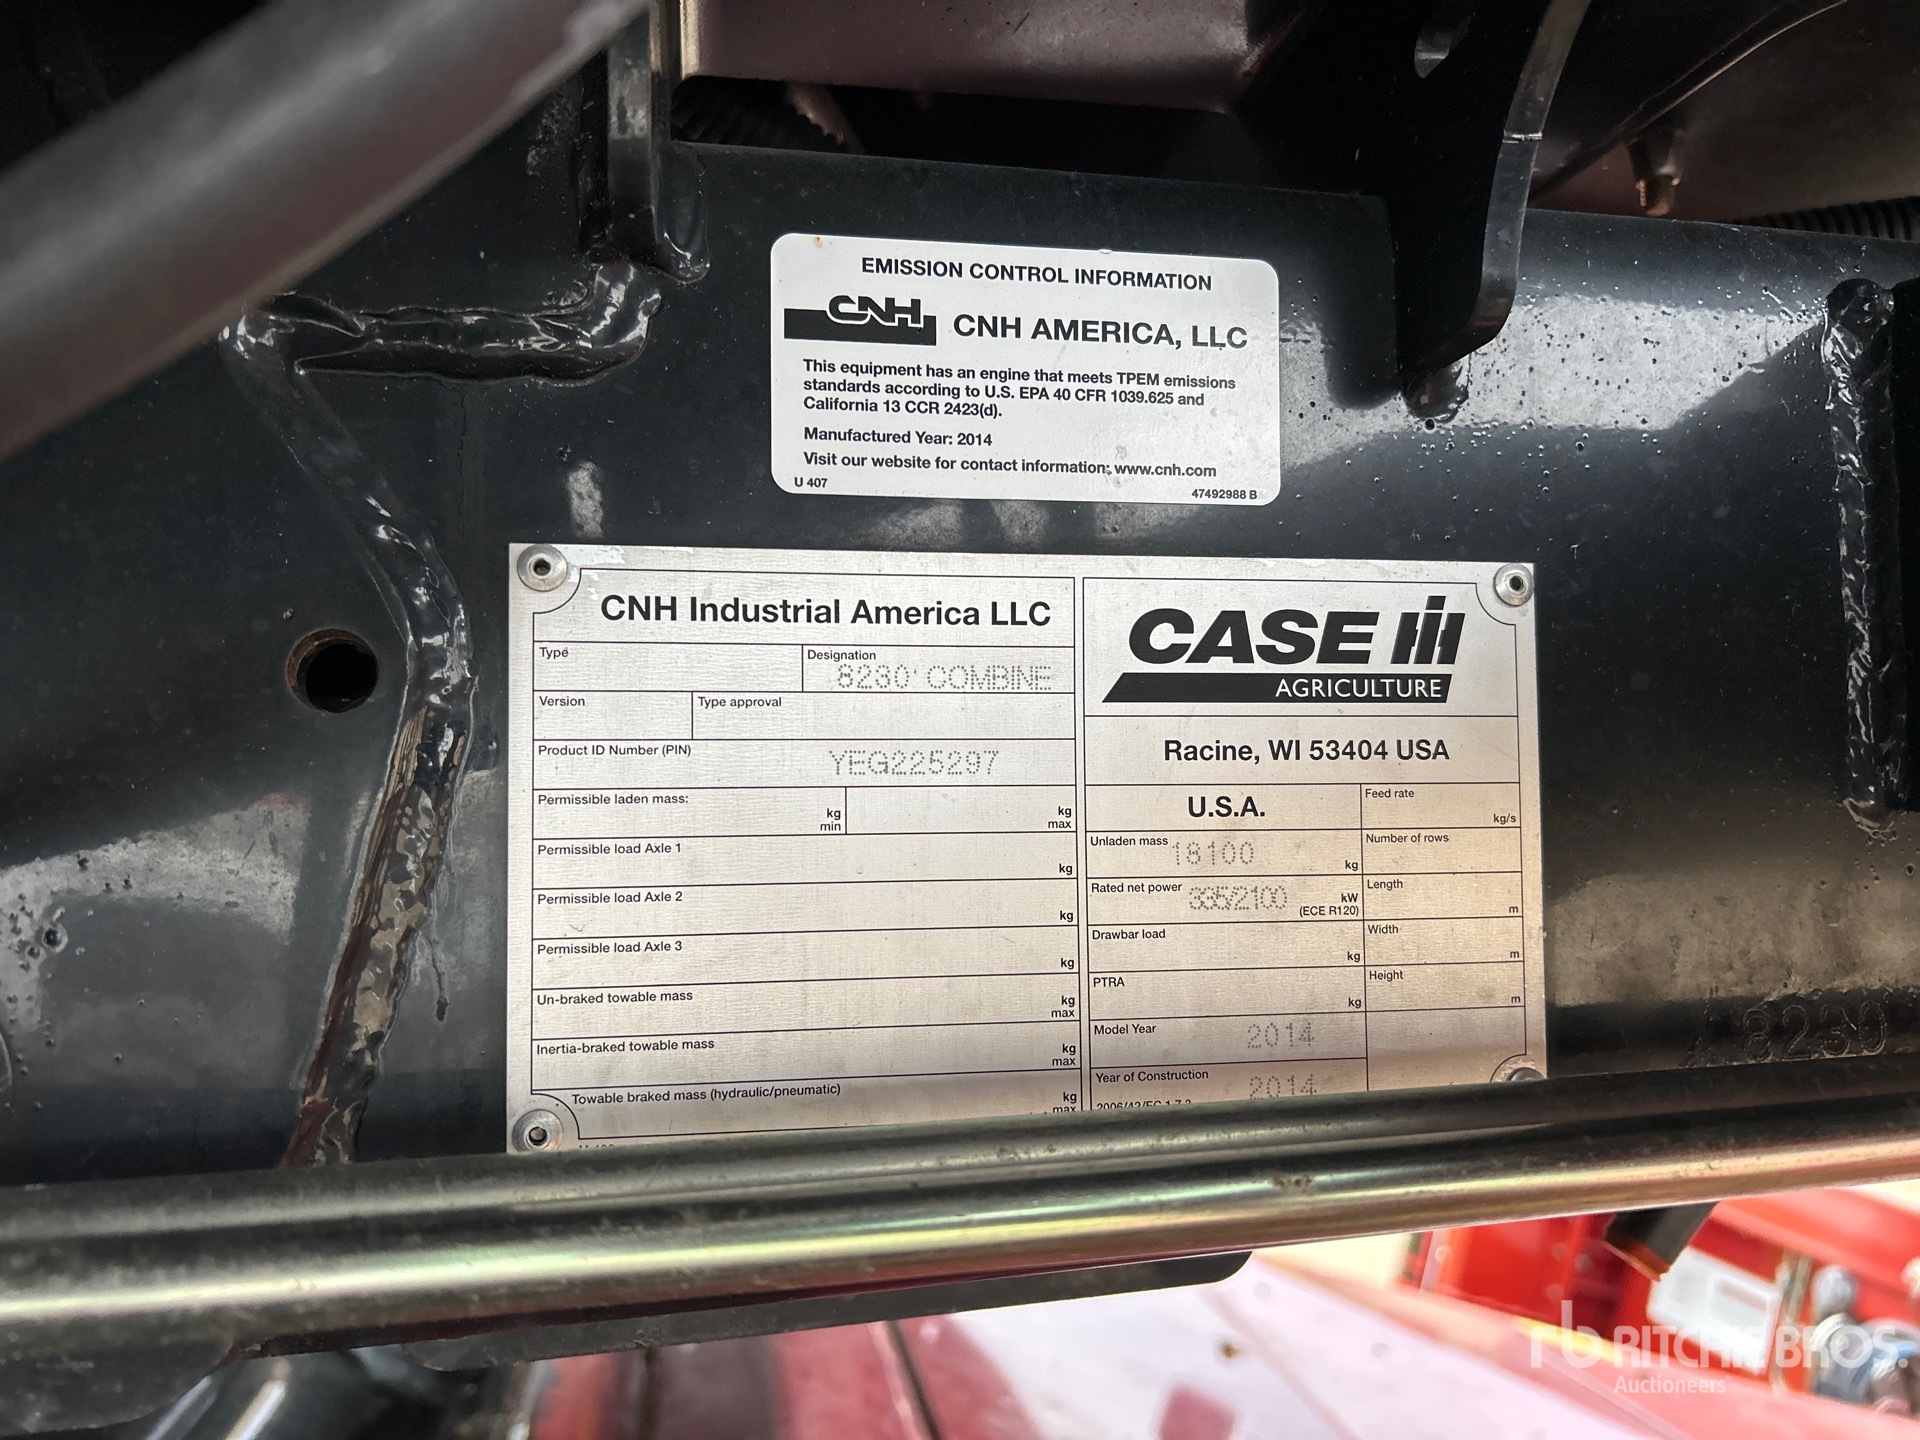 EMISSION CONTROL INFORMATION
CNH CNH AMERICA, LLC
This equipment has an engine that meets TPEM emissions
standards according to U.S. EPA 40 CFR 1039.625 and
California 13 CCR 2423(d).
Manufactured Year: 2014
Visit our website for contact information: www.cnh.com
U 407 47492988 B
CNH Industrial America LLC
Type
Designation
8230 COMBINE
Version
Type approval
Product ID Number (PIN) YEG225297
Permissible laden mass: kg min kg max
Permissible load Axle 1 kg
Permissible load Axle 2 kg
Permissible load Axle 3 kg
Un-braked towable mass kg max
Inertia-braked towable mass kg max
Towable braked mass (hydraulic/pneumatic) kg max
CASE IH
AGRICULTURE
Racine, WI 53404 USA
U.S.A.
Feed rate kg/s
Unladen mass 18100 kg
Number of rows
Rated net power 335/2100 kW (ECE R120)
Length m
Drawbar load kg
Width m
PTRA kg
Height m
Model Year 2014
Year of Construction 2014
8230
rb RITCHIE BROS.
Auctioneers